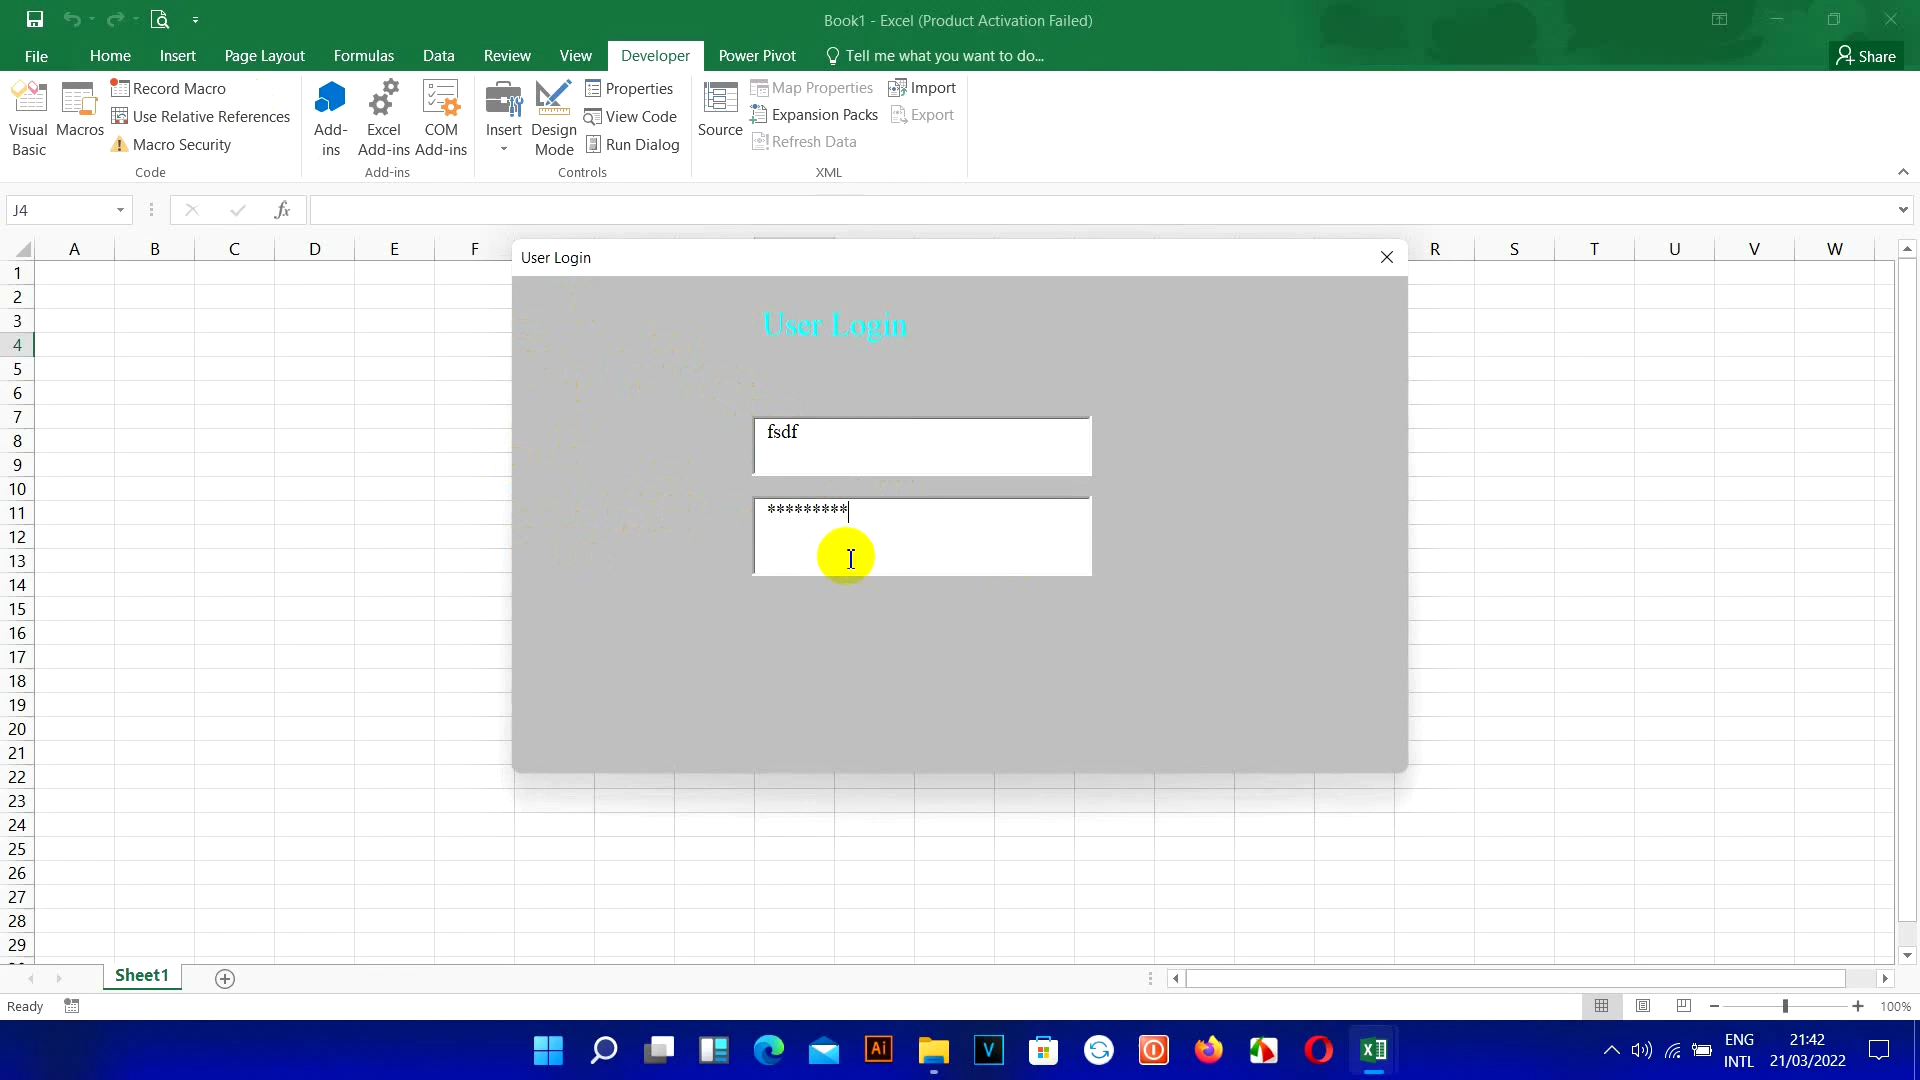 Book1 - Excel (Product Activation Failed)
File Home Insert Page Layout Formulas Data Review View Developer Power Pivot Tell me what you want to do... Share
Visual Basic
Macros
Record Macro
Use Relative References
Macro Security
Code
Add-ins
Excel Add-ins
COM Add-ins
Add-ins
Insert
Design Mode
Properties
View Code
Run Dialog
Controls
Source
Map Properties
Expansion Packs
Refresh Data
Import
Export
XML
J4
fx
A B C D E F R S T U V W
1
2
3
4
5
6
7
8
9
10
11
12
13
14
15
16
17
18
19
20
21
22
23
24
25
26
27
28
29
User Login
User Login
fsdf
*********
Sheet1
Ready
100%
Ai
V
ENG
INTL
21:42
21/03/2022